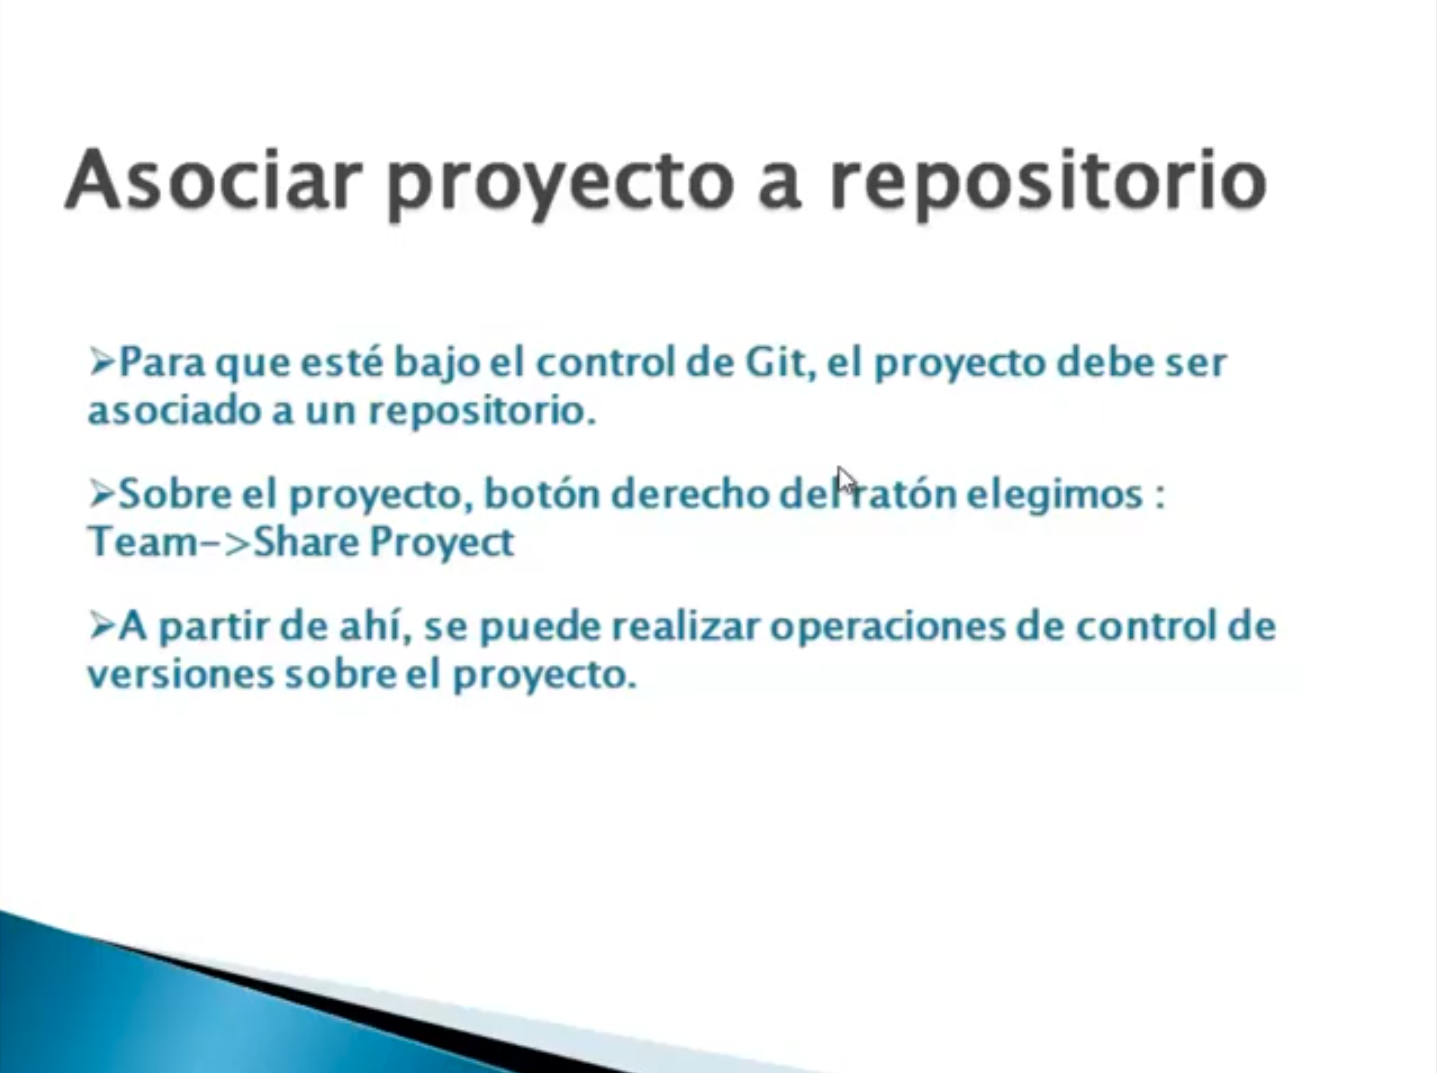 Asociar proyecto a repositorio
➢Para que esté bajo el control de Git, el proyecto debe ser
asociado a un repositorio.
➢Sobre el proyecto, botón derecho del ratón elegimos :
Team->Share Proyect
➢A partir de ahí, se puede realizar operaciones de control de
versiones sobre el proyecto.